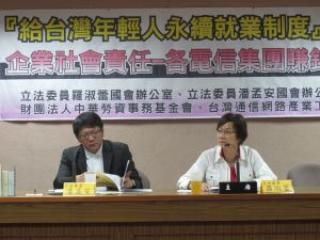 『給台灣年輕人永續就業制度』
企業社會責任-各電信集團賺錢
立法委員羅淑蕾國會辦公室、立法委員潘孟安國會辦公
財團法人中華勞資事務基金會、台灣通信網路產業工